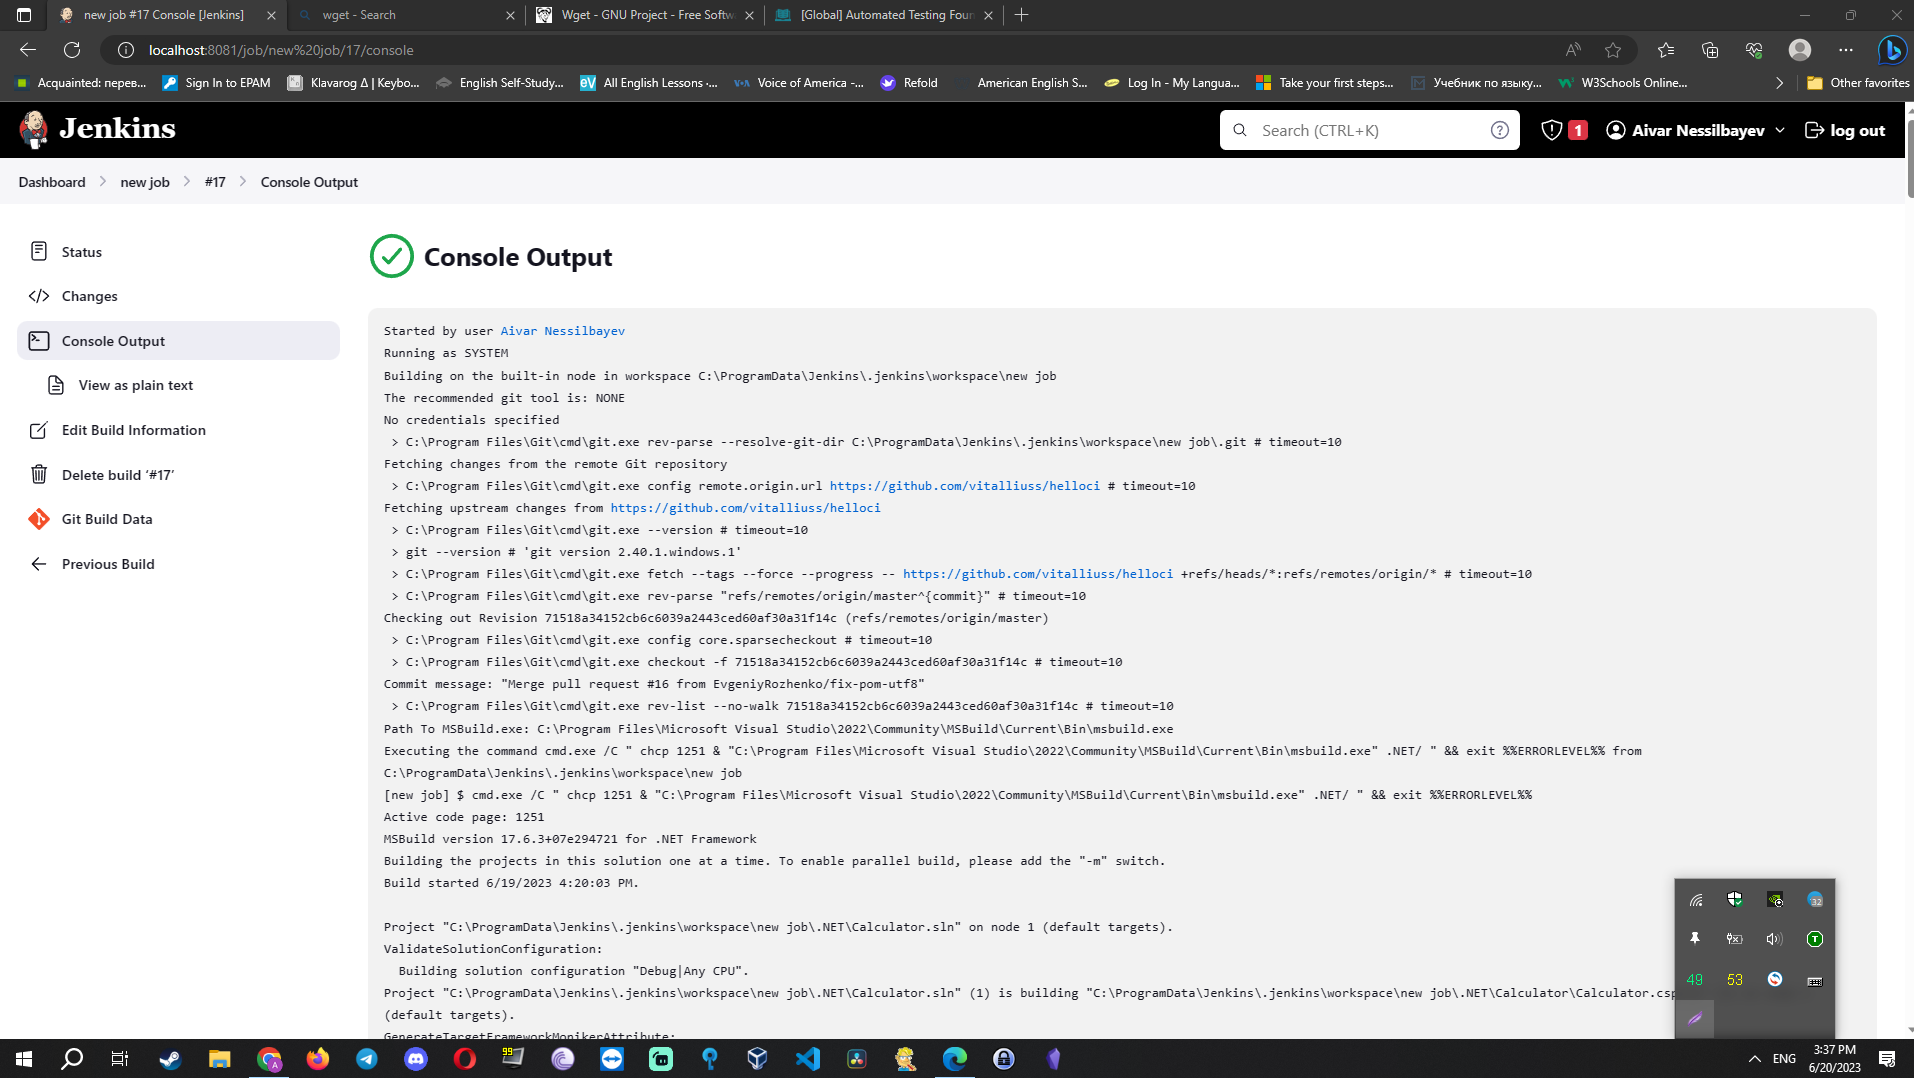 new job #17 Console [Jenkins]
wget - Search
Wget - GNU Project - Free Softw
[Global] Automated Testing Foun
localhost:8081/job/new%20job/17/console
Acquainted: перев...
Sign In to EPAM
Klavarog Δ | Keybo...
English Self-Study...
All English Lessons -...
Voice of America -...
Refold
American English S...
Log In - My Langua...
Take your first steps...
Учебник по языку...
W3Schools Online...
Other favorites
Jenkins
Search (CTRL+K)
1
Aivar Nessilbayev
log out
Dashboard
new job
#17
Console Output
Status
Changes
Console Output
View as plain text
Edit Build Information
Delete build ‘#17’
Git Build Data
Previous Build
Console Output
Started by user Aivar Nessilbayev
Running as SYSTEM
Building on the built-in node in workspace C:\ProgramData\Jenkins\.jenkins\workspace\new job
The recommended git tool is: NONE
No credentials specified
> C:\Program Files\Git\cmd\git.exe rev-parse --resolve-git-dir C:\ProgramData\Jenkins\.jenkins\workspace\new job\.git # timeout=10
Fetching changes from the remote Git repository
> C:\Program Files\Git\cmd\git.exe config remote.origin.url https://github.com/vitalliuss/helloci # timeout=10
Fetching upstream changes from https://github.com/vitalliuss/helloci
> C:\Program Files\Git\cmd\git.exe --version # timeout=10
> git --version # 'git version 2.40.1.windows.1'
> C:\Program Files\Git\cmd\git.exe fetch --tags --force --progress -- https://github.com/vitalliuss/helloci +refs/heads/*:refs/remotes/origin/* # timeout=10
> C:\Program Files\Git\cmd\git.exe rev-parse "refs/remotes/origin/master^{commit}" # timeout=10
Checking out Revision 71518a34152cb6c6039a2443ced60af30a31f14c (refs/remotes/origin/master)
> C:\Program Files\Git\cmd\git.exe config core.sparsecheckout # timeout=10
> C:\Program Files\Git\cmd\git.exe checkout -f 71518a34152cb6c6039a2443ced60af30a31f14c # timeout=10
Commit message: "Merge pull request #16 from EvgeniyRozhenko/fix-pom-utf8"
> C:\Program Files\Git\cmd\git.exe rev-list --no-walk 71518a34152cb6c6039a2443ced60af30a31f14c # timeout=10
Path To MSBuild.exe: C:\Program Files\Microsoft Visual Studio\2022\Community\MSBuild\Current\Bin\msbuild.exe
Executing the command cmd.exe /C " chcp 1251 & "C:\Program Files\Microsoft Visual Studio\2022\Community\MSBuild\Current\Bin\msbuild.exe" .NET/ " && exit %%ERRORLEVEL%% from
C:\ProgramData\Jenkins\.jenkins\workspace\new job
[new job] $ cmd.exe /C " chcp 1251 & "C:\Program Files\Microsoft Visual Studio\2022\Community\MSBuild\Current\Bin\msbuild.exe" .NET/ " && exit %%ERRORLEVEL%%
Active code page: 1251
MSBuild version 17.6.3+07e294721 for .NET Framework
Building the projects in this solution one at a time. To enable parallel build, please add the "-m" switch.
Build started 6/19/2023 4:20:03 PM.
Project "C:\ProgramData\Jenkins\.jenkins\workspace\new job\.NET\Calculator.sln" on node 1 (default targets).
ValidateSolutionConfiguration:
Building solution configuration "Debug|Any CPU".
Project "C:\ProgramData\Jenkins\.jenkins\workspace\new job\.NET\Calculator.sln" (1) is building "C:\ProgramData\Jenkins\.jenkins\workspace\new job\.NET\Calculator\Calculator.csp
(default targets).
GenerateTargetFrameworkMonikerAttribute:
32
49
53
99
ENG
3:37 PM
6/20/2023